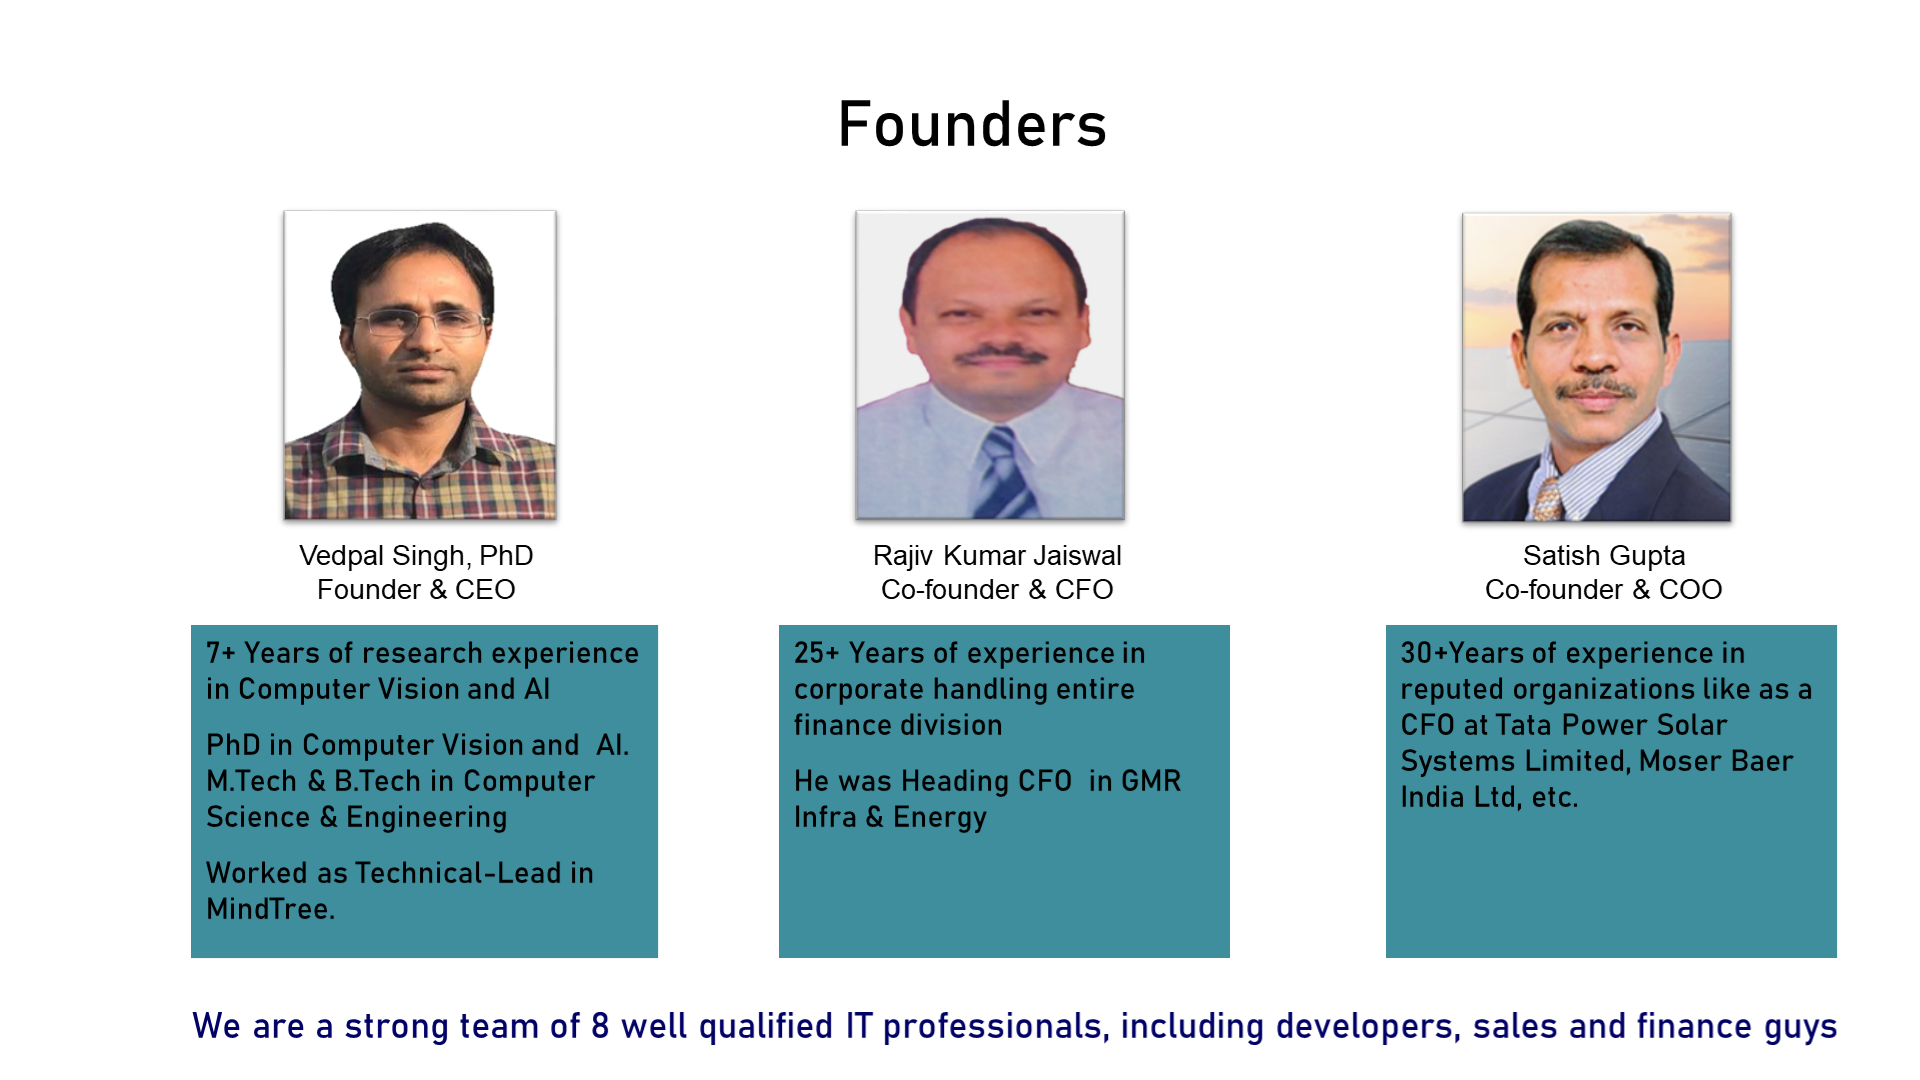 Founders
Vedpal Singh, PhD
Founder & CEO
7+ Years of research experience
in Computer Vision and AI
PhD in Computer Vision and AI.
M.Tech & B.Tech in Computer
Science & Engineering
Worked as Technical-Lead in
MindTree.
Rajiv Kumar Jaiswal
Co-founder & CFO
25+ Years of experience in
corporate handling entire
finance division
He was Heading CFO in GMR
Infra & Energy
Satish Gupta
Co-founder & COO
30+Years of experience in
reputed organizations like as a
CFO at Tata Power Solar
Systems Limited, Moser Baer
India Ltd, etc.
We are a strong team of 8 well qualified IT professionals, including developers, sales and finance guys